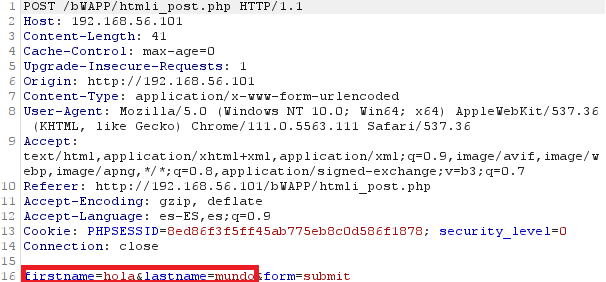 1 POST /bWAPP/htmli_post.php HTTP/1.1
2 Host: 192.168.56.101
3 Content-Length: 41
4 Cache-Control: max-age=0
5 Upgrade-Insecure-Requests: 1
6 Origin: http://192.168.56.101
7 Content-Type: application/x-www-form-urlencoded
8 User-Agent: Mozilla/5.0 (Windows NT 10.0; Win64; x64) AppleWebKit/537.36
(KHTML, like Gecko) Chrome/111.0.5563.111 Safari/537.36
9 Accept:
text/html,application/xhtml+xml,application/xml;q=0.9,image/avif,image/w
ebp,image/apng,*/*;q=0.8,application/signed-exchange;v=b3;q=0.7
10 Referer: http://192.168.56.101/bWAPP/htmli_post.php
11 Accept-Encoding: gzip, deflate
12 Accept-Language: es-ES,es;q=0.9
13 Cookie: PHPSESSID=8ed86f3f5ff45ab775eb8c0d586f1878; security_level=0
14 Connection: close
15
16 firstname=hola&lastname=mundo&form=submit